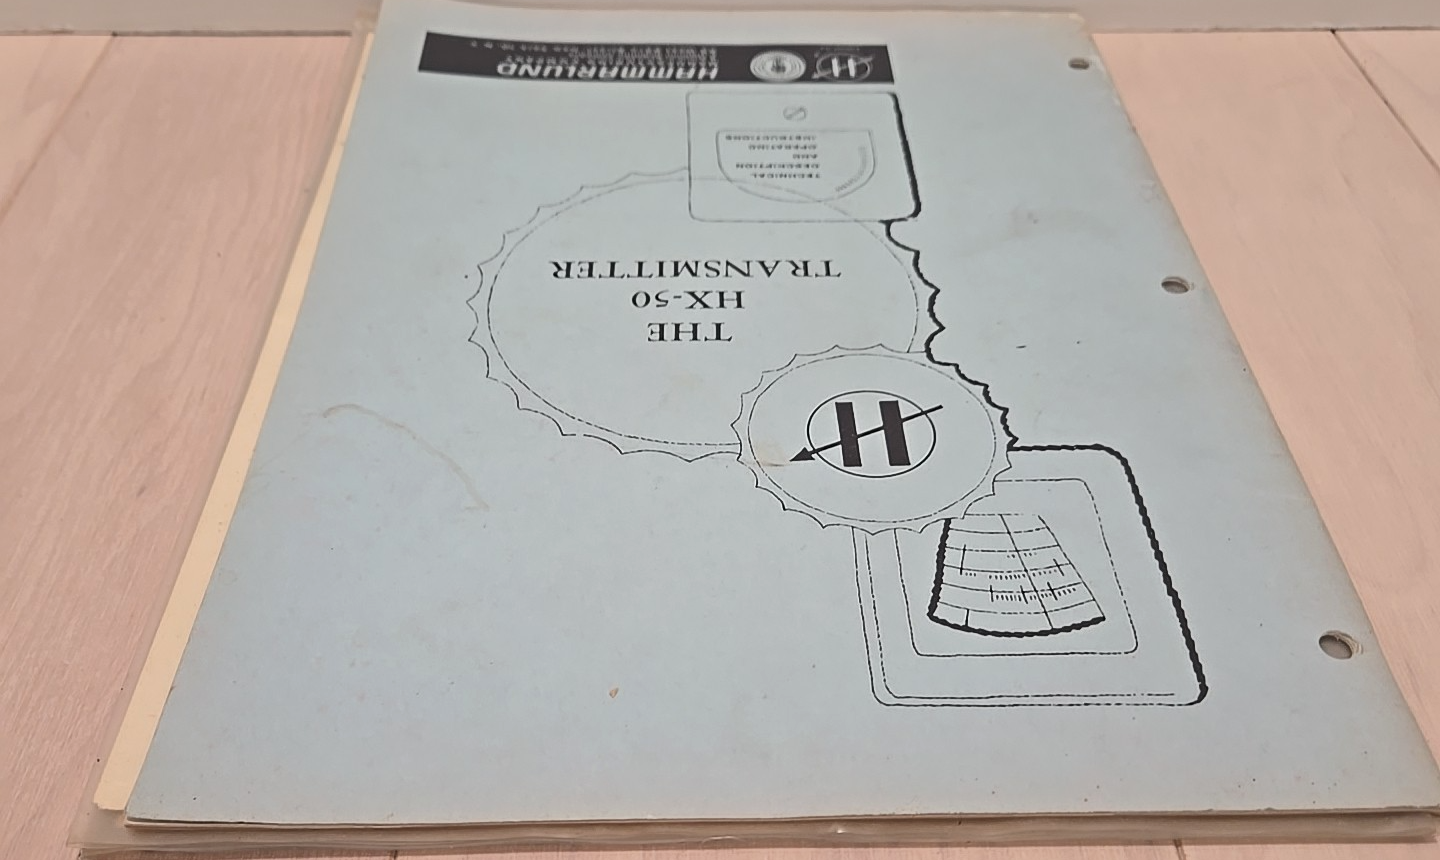 THE
HX-50
TRANSMITTER
TECHNICAL
DESCRIPTION
AND
OPERATING
INSTRUCTIONS
H
H
HAMMARLUND